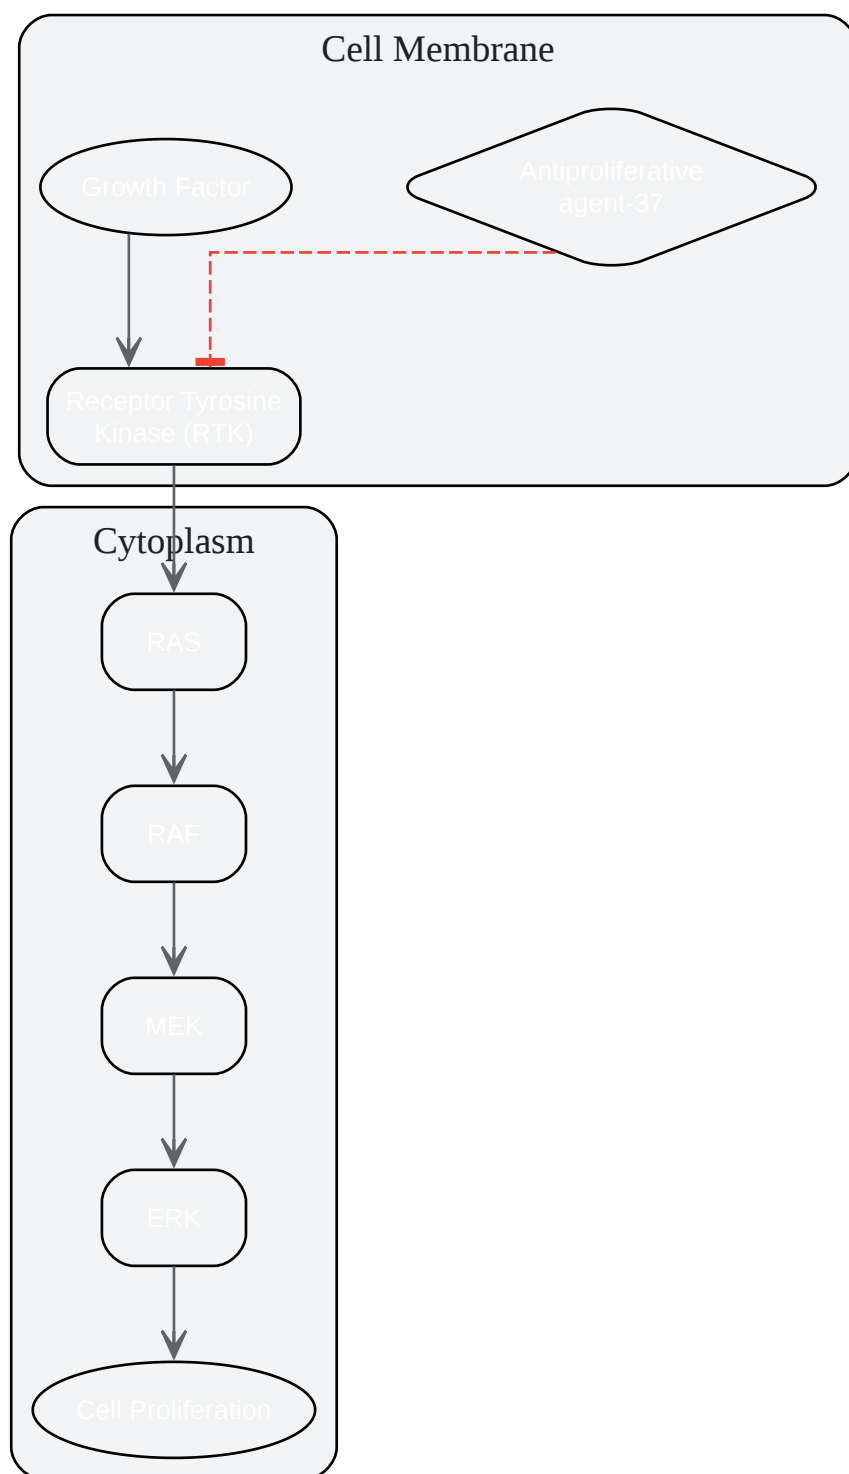 Cell Membrane
Growth Factor
Antiproliferative
agent-37
Receptor Tyrosine
Kinase (RTK)
Cytoplasm
RAS
RAF
MEK
ERK
Cell Proliferation